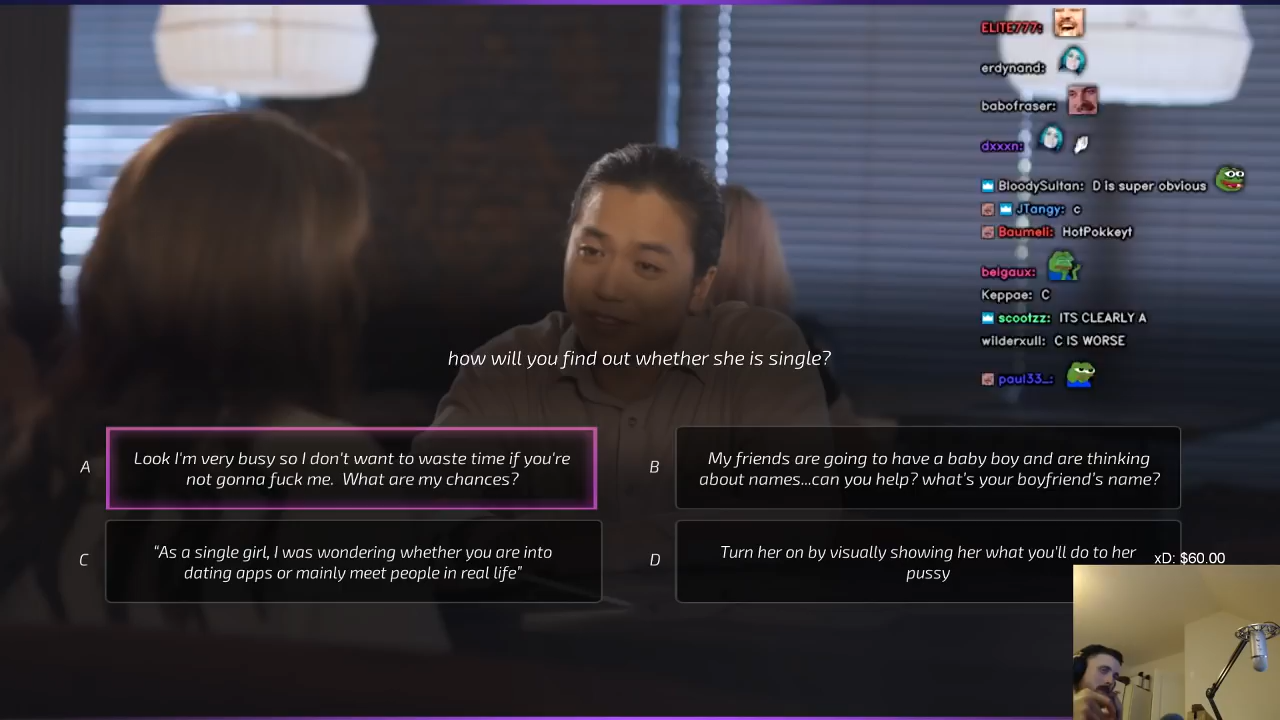 ELITE777:
erdynand:
babofraser:
dxxxn:
BloodySultan: D is super obvious
JTangy: c
Baumeli: HotPokkeyt
belgaux:
Keppae: C
scootzz: ITS CLEARLY A
wilderxull: C IS WORSE
paul33_:
how will you find out whether she is single?
A
Look I'm very busy so I don't want to waste time if you're
not gonna fuck me. What are my chances?
B
My friends are going to have a baby boy and are thinking
about names...can you help? what's your boyfriend's name?
C
“As a single girl, I was wondering whether you are into
dating apps or mainly meet people in real life”
D
Turn her on by visually showing her what you'll do to her
pussy
xD: $60.00